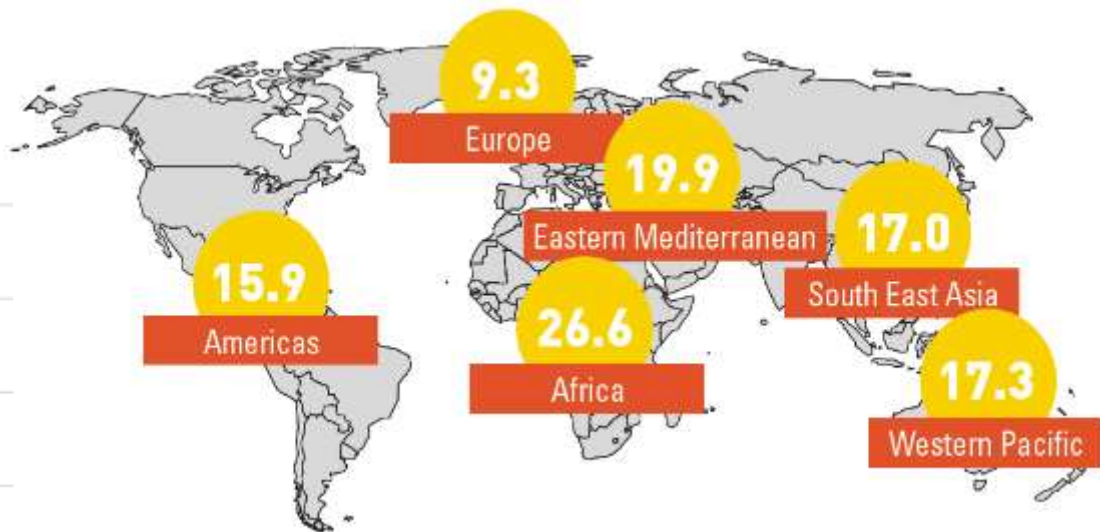 9.3
Europe
19.9
Eastern Mediterranean
17.0
South East Asia
15.9
Americas
26.6
Africa
17.3
Western Pacific